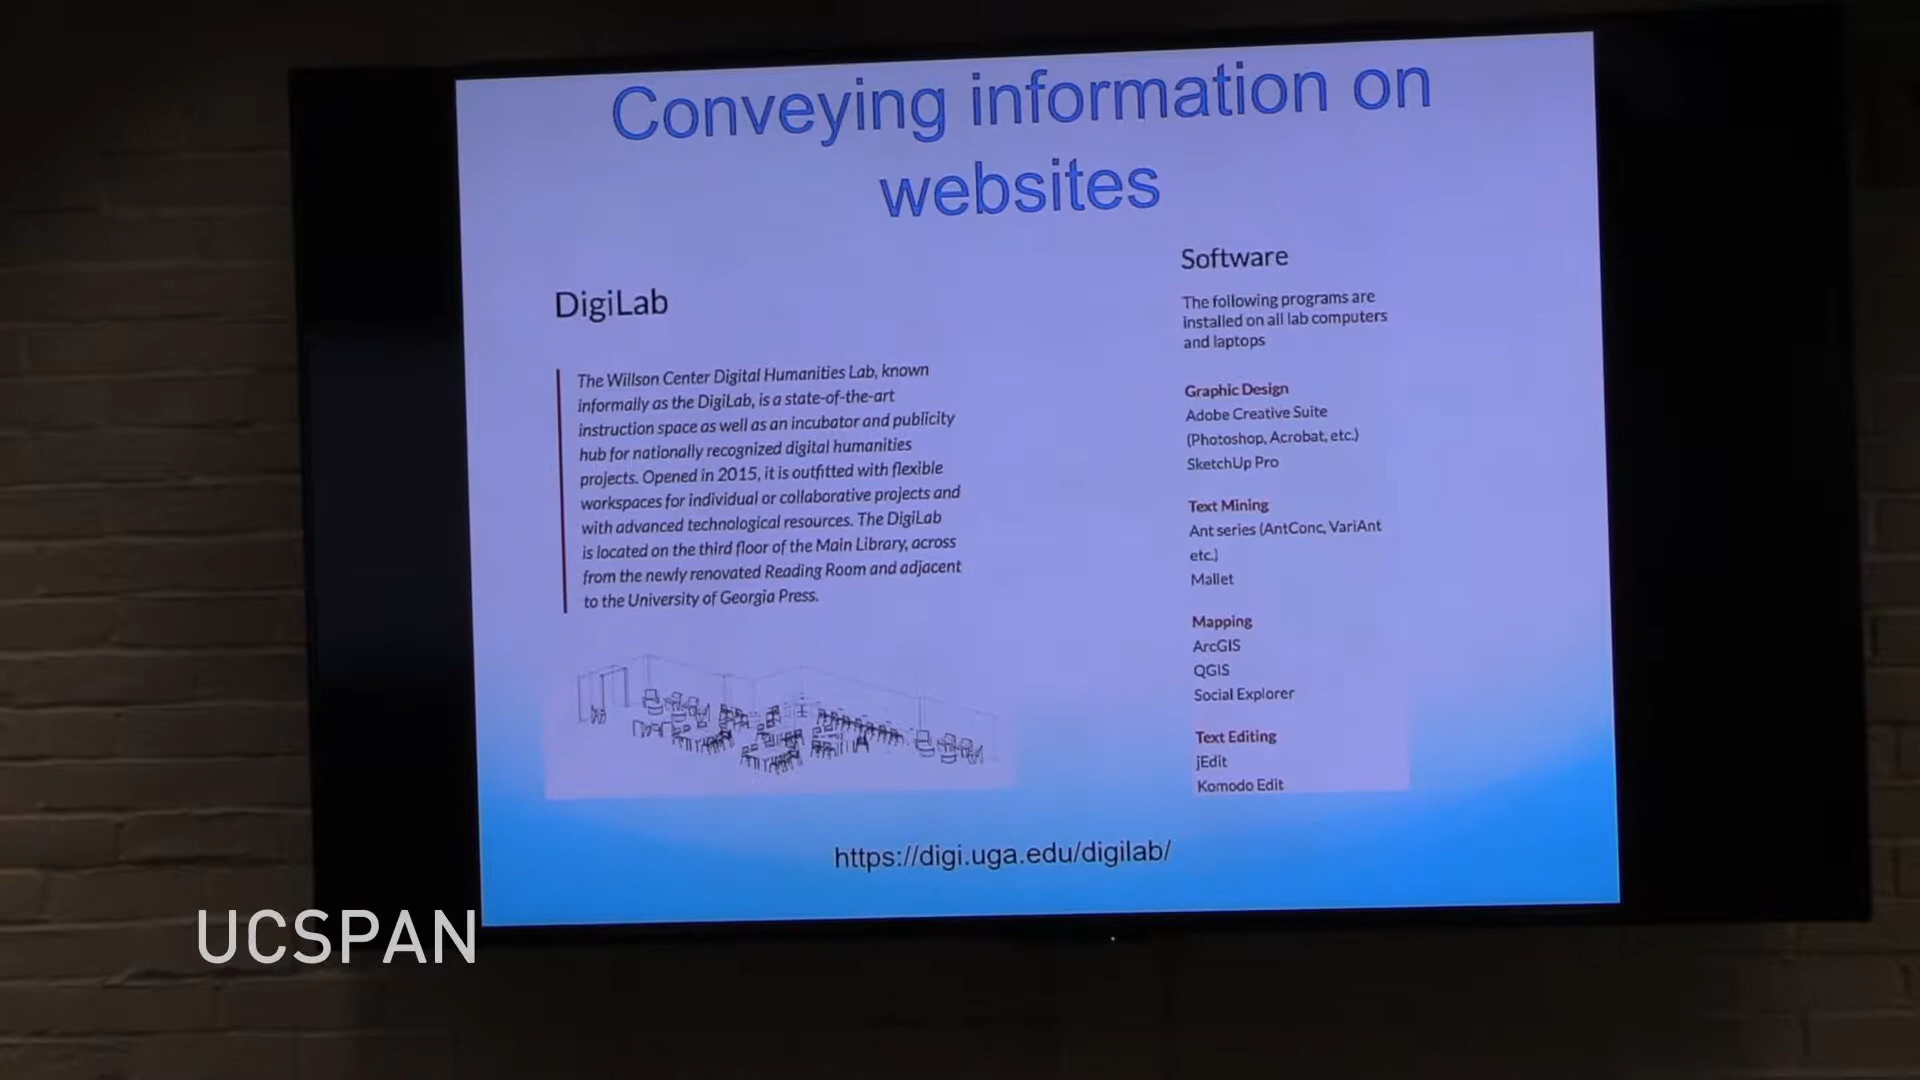 Conveying information on
websites
DigiLab
The Willson Center Digital Humanities Lab, known
informally as the DigiLab, is a state-of-the-art
instruction space as well as an incubator and publicity
hub for nationally recognized digital humanities
projects. Opened in 2015, it is outfitted with flexible
workspaces for individual or collaborative projects and
with advanced technological resources. The DigiLab
is located on the third floor of the Main Library, across
from the newly renovated Reading Room and adjacent
to the University of Georgia Press.
Software
The following programs are
installed on all lab computers
and laptops
Graphic Design
Adobe Creative Suite
(Photoshop, Acrobat, etc.)
SketchUp Pro
Text Mining
Ant series (AntConc, VariAnt
etc.)
Mallet
Mapping
ArcGIS
QGIS
Social Explorer
Text Editing
jEdit
Komodo Edit
https://digi.uga.edu/digilab/
UCSPAN